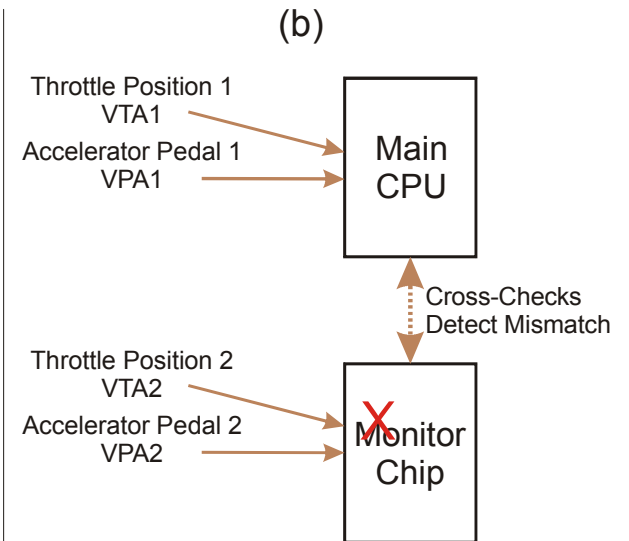 (b)
Throttle Position 1
VTA1
Accelerator Pedal 1
VPA1
Main
CPU
Cross-Checks
Detect Mismatch
Throttle Position 2
VTA2
Accelerator Pedal 2
VPA2
X
Monitor
Chip